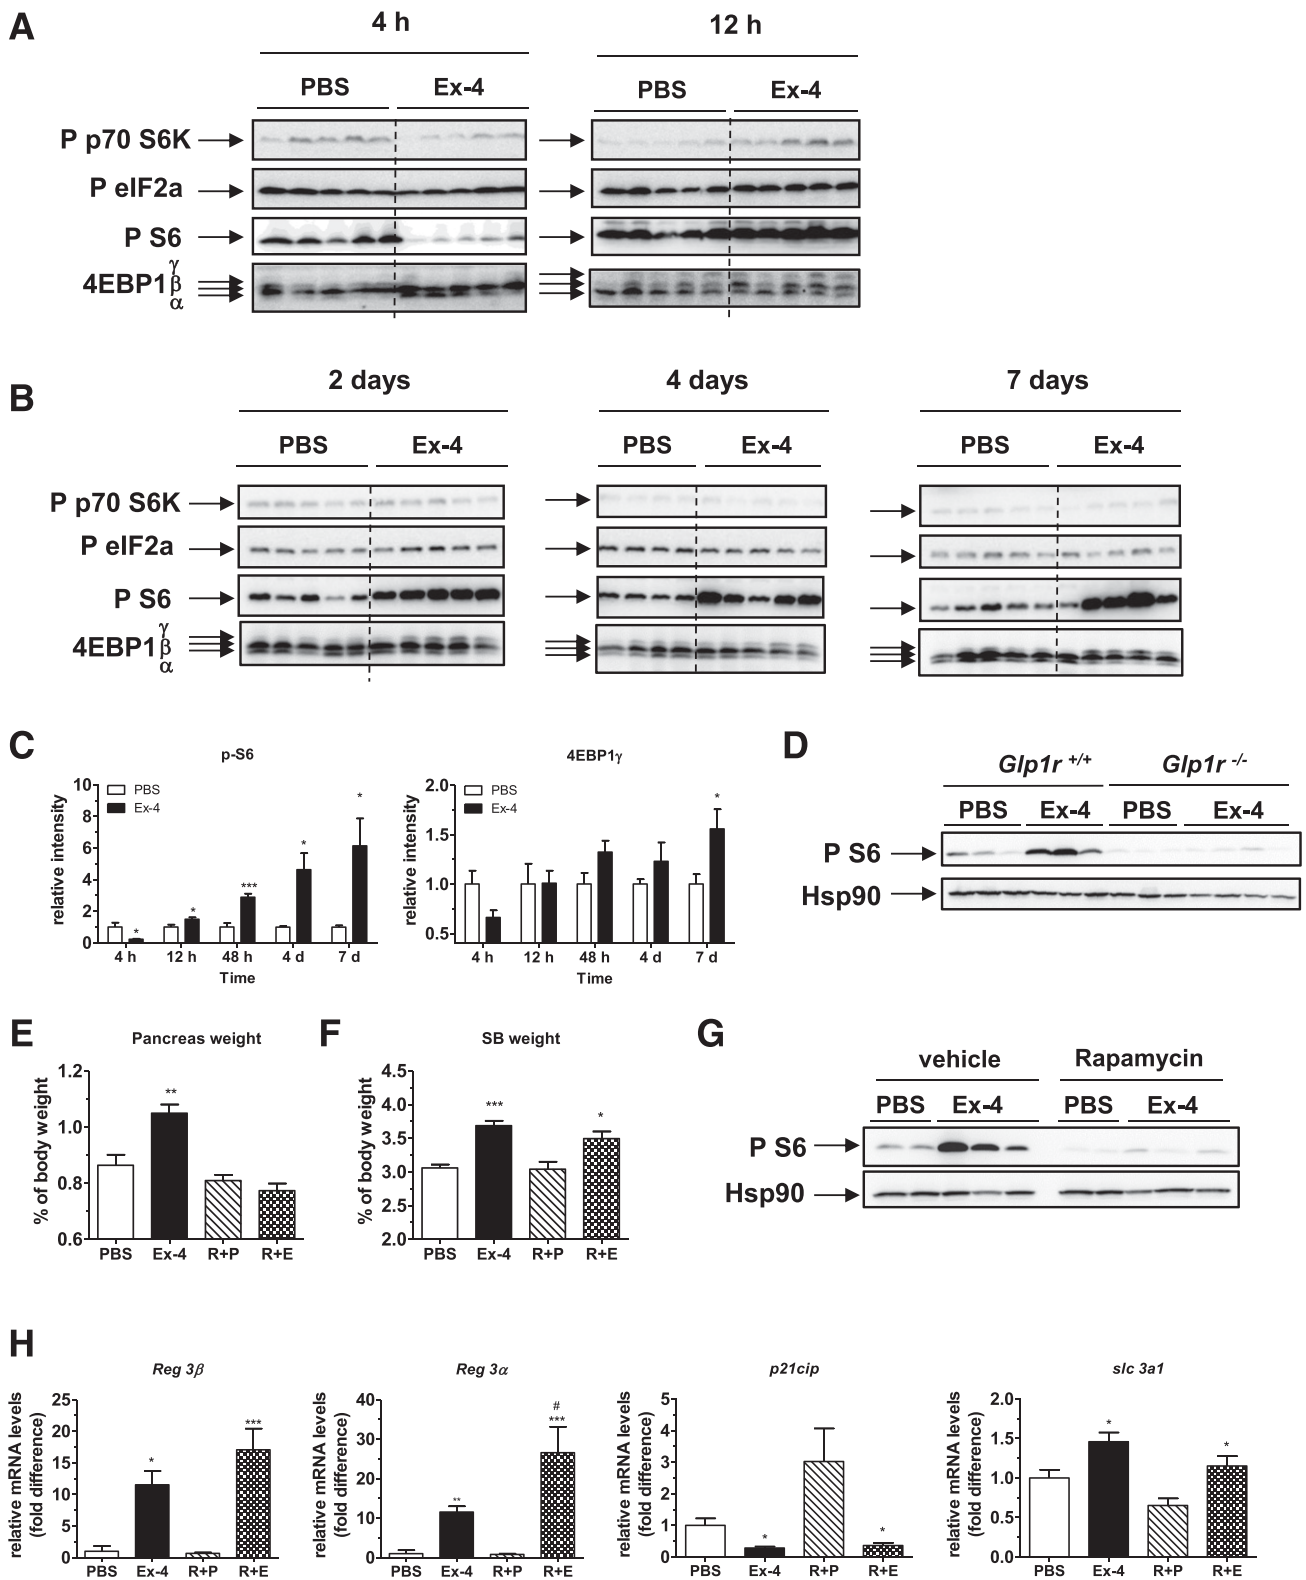 A
4 h
12 h
PBS
Ex-4
PBS
Ex-4
P p70 S6K
P eIF2a
P S6
4EBP1
γ
β
α
B
2 days
4 days
7 days
PBS
Ex-4
PBS
Ex-4
PBS
Ex-4
P p70 S6K
P eIF2a
P S6
4EBP1
γ
β
α
C
p-S6
relative intensity
10
8
6
4
2
0
PBS
Ex-4
*
*
***
*
*
4 h
12 h
48 h
4 d
7 d
Time
4EBP1γ
relative intensity
2.0
1.5
1.0
0.5
PBS
Ex-4
*
4 h
12 h
48 h
4 d
7 d
Time
D
Glp1r +/+
Glp1r -/-
PBS
Ex-4
PBS
Ex-4
P S6
Hsp90
E
Pancreas weight
% of body weight
1.2
1.0
0.8
0.6
**
PBS
Ex-4
R+P
R+E
F
SB weight
% of body weight
4.5
4.0
3.5
3.0
2.5
2.0
***
*
PBS
Ex-4
R+P
R+E
G
vehicle
Rapamycin
PBS
Ex-4
PBS
Ex-4
P S6
Hsp90
H
Reg 3β
relative mRNA levels
(fold difference)
25
20
15
10
5
0
*
***
PBS
Ex-4
R+P
R+E
Reg 3α
relative mRNA levels
(fold difference)
40
30
20
10
0
**
#
***
PBS
Ex-4
R+P
R+E
p21cip
relative mRNA levels
(fold difference)
5
4
3
2
1
0
*
*
PBS
Ex-4
R+P
R+E
slc 3a1
relative mRNA levels
(fold difference)
2.0
1.5
1.0
0.5
0.0
*
*
PBS
Ex-4
R+P
R+E